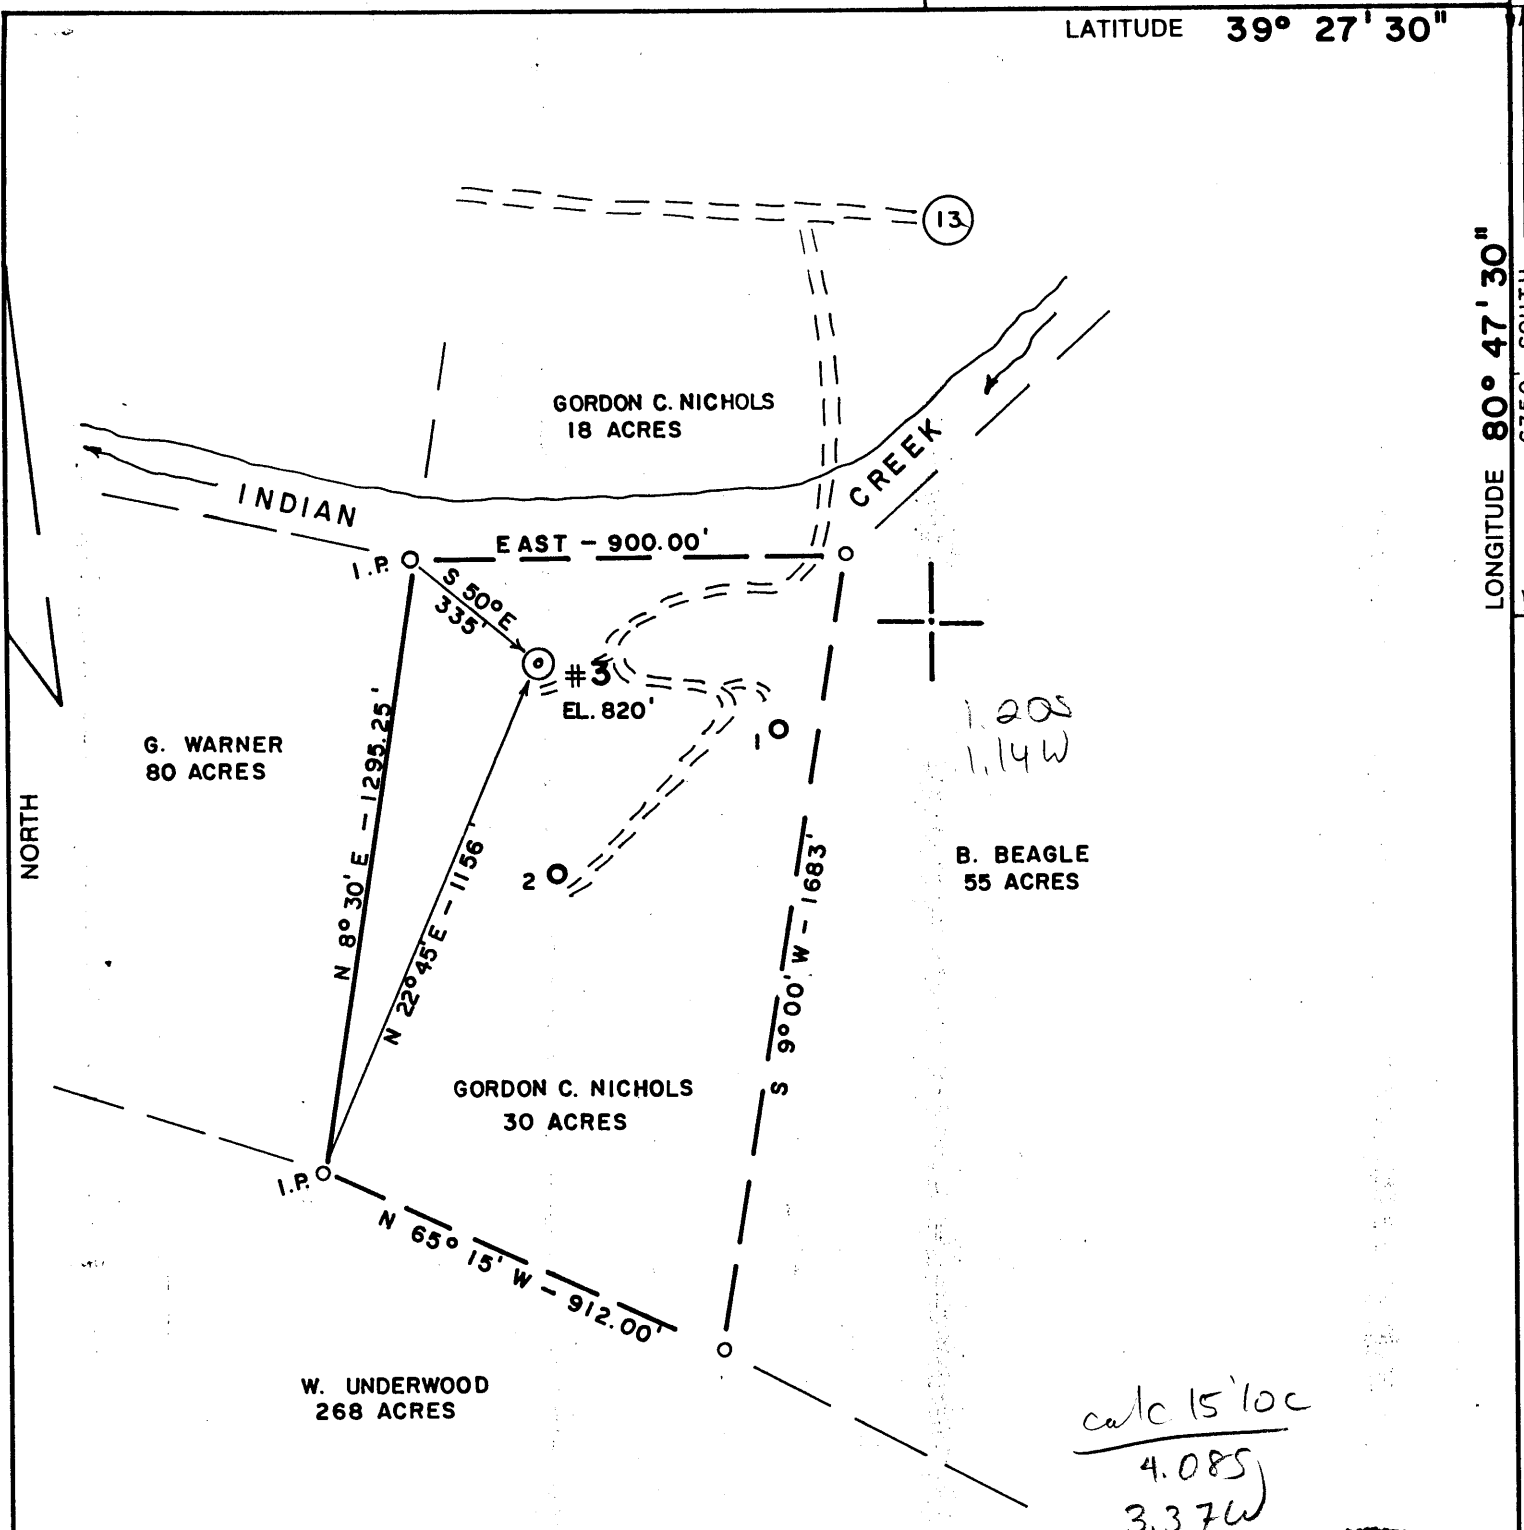 LATITUDE 39° 27' 30"
13
LONGITUDE 80° 47' 30"
SOUTH
GORDON C. NICHOLS
18 ACRES
INDIAN CREEK
EAST - 900.00'
I.P.
S 50° E
335'
#3
EL. 820'
1
2
1.20S
1.14W
G. WARNER
80 ACRES
NORTH
N 8° 30' E - 1295.25'
N 22° 45' E - 1156'
S 9° 00' W - 1683'
B. BEAGLE
55 ACRES
GORDON C. NICHOLS
30 ACRES
I.P.
N 65° 15' W - 912.00'
W. UNDERWOOD
268 ACRES
calc 15' loc
4.08S
3.37W